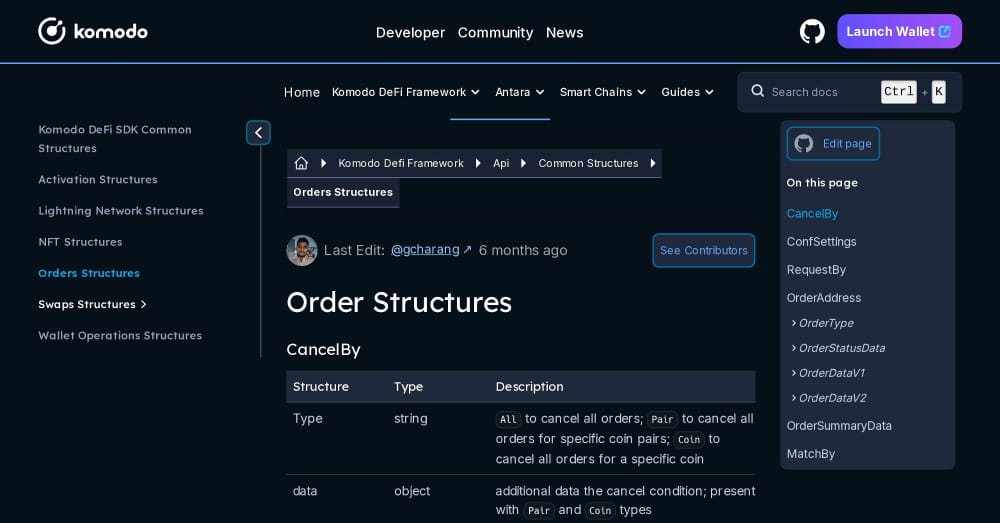 komodo
Developer Community News
Launch Wallet
Home Komodo DeFi Framework Antara Smart Chains Guides
Search docs Ctrl + K
Komodo DeFi SDK Common
Structures
Activation Structures
Lightning Network Structures
NFT Structures
Orders Structures
Swaps Structures
Wallet Operations Structures
Komodo Defi Framework Api Common Structures
Orders Structures
Last Edit: @gcharang ↗ 6 months ago
See Contributors
Order Structures
CancelBy
Structure Type Description
Type string All to cancel all orders; Pair to cancel all
orders for specific coin pairs; Coin to
cancel all orders for a specific coin
data object additional data the cancel condition; present
with Pair and Coin types
Edit page
On this page
CancelBy
ConfSettings
RequestBy
OrderAddress
OrderType
OrderStatusData
OrderDataV1
OrderDataV2
OrderSummaryData
MatchBy